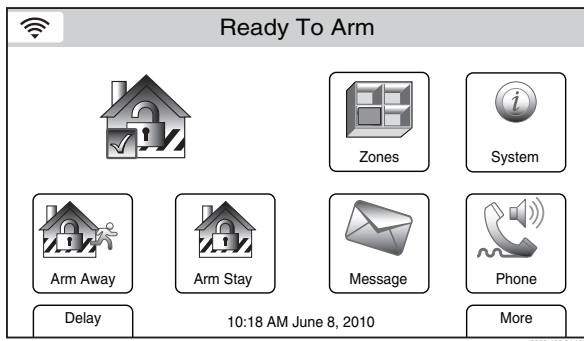 Ready To Arm
Zones
System
Arm Away
Arm Stay
Message
Phone
Delay
10:18 AM June 8, 2010
More